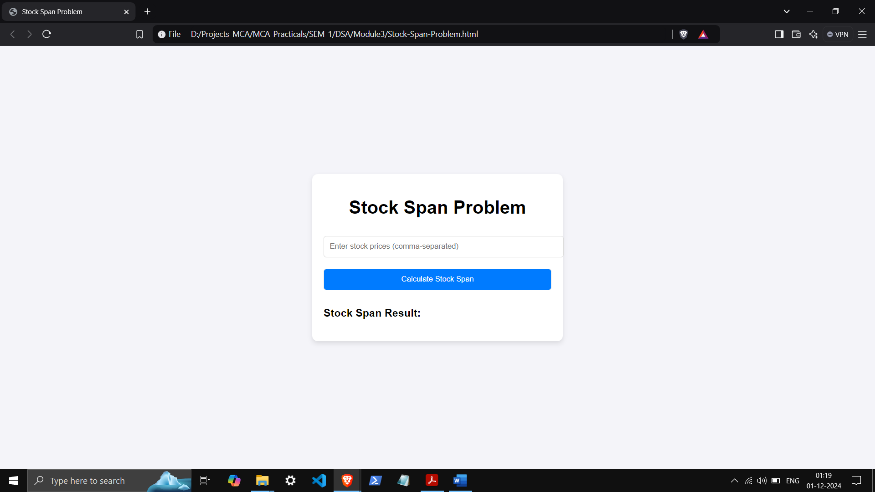 Stock Span Problem
File D:/Projects MCA/MCA Practicals/SEM 1/DSA/Module3/Stock-Span-Problem.html
VPN
Stock Span Problem
Enter stock prices (comma-separated)
Calculate Stock Span
Stock Span Result:
Type here to search
ENG
01:19
01-12-2024